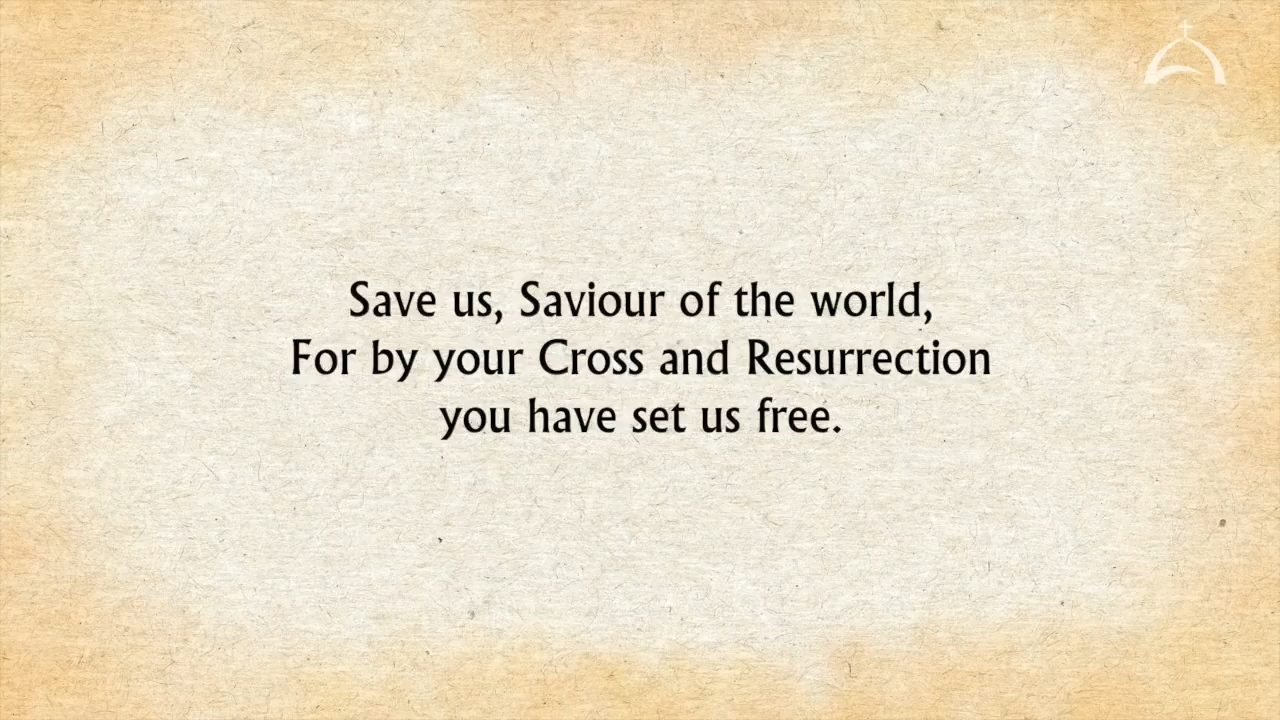 Save us, Saviour of the world,
For by your Cross and Resurrection
you have set us free.